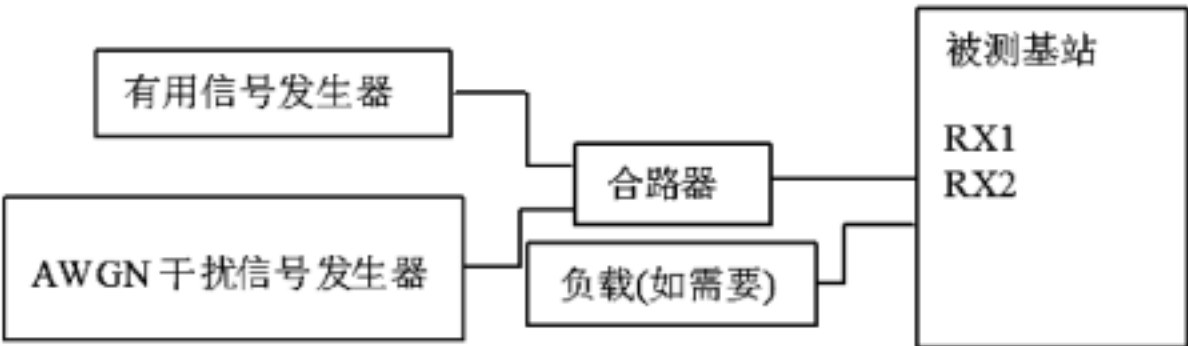 有用信号发生器
AWGN 干扰信号发生器
合路器
负载(如需要)
被测基站
RX1
RX2